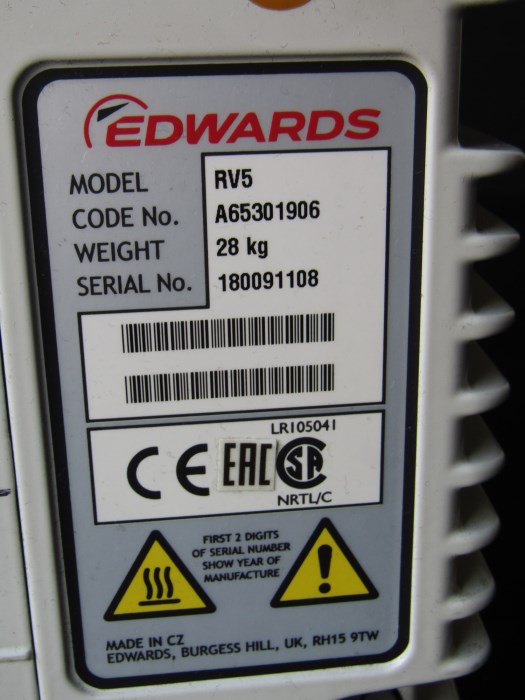 EDWARDS
MODEL RV5
CODE No. A65301906
WEIGHT 28 kg
SERIAL No. 180091108
LR105041
CE EAC SA
NRTL/C
FIRST 2 DIGITS
OF SERIAL NUMBER
SHOW YEAR OF
MANUFACTURE
MADE IN CZ
EDWARDS, BURGESS HILL, UK, RH15 9TW